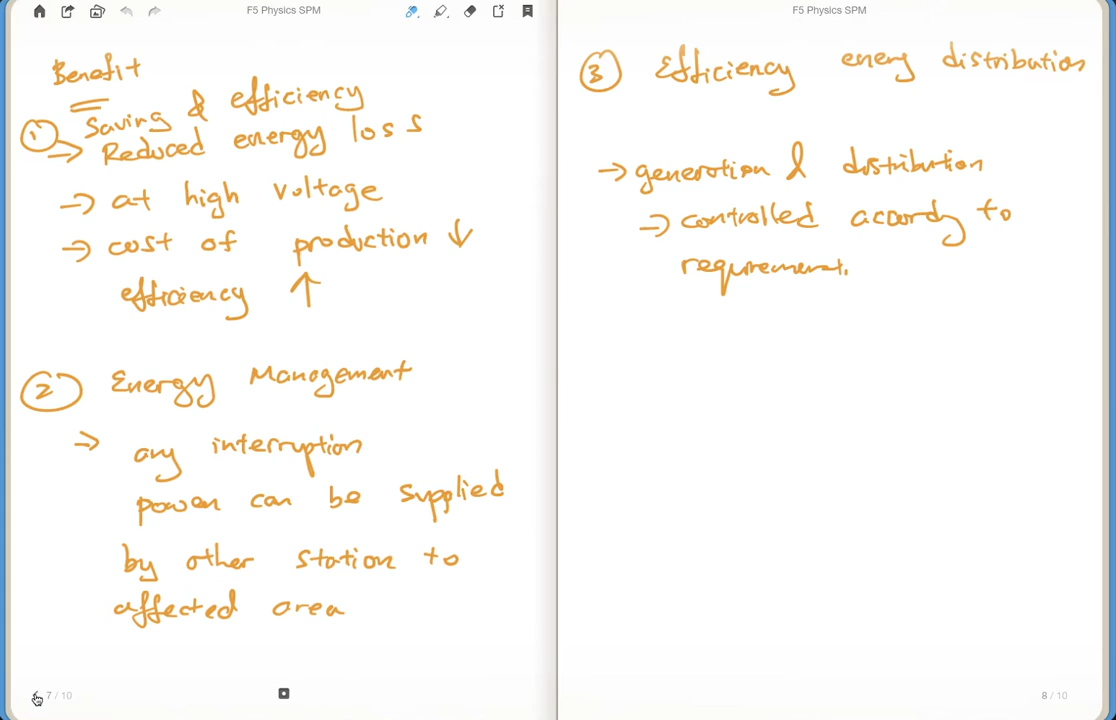 F5 Physics SPM
Benefit
① Saving & efficiency
→ Reduced energy loss
→ at high voltage
→ cost of production ↓
efficiency ↑
② Energy Management
→ any interruption
power can be supplied
by other station to
affected area
7 / 10
F5 Physics SPM
③ Efficiency enery distribution
→ generation & distribution
→ controlled accordy to
requirement.
8 / 10